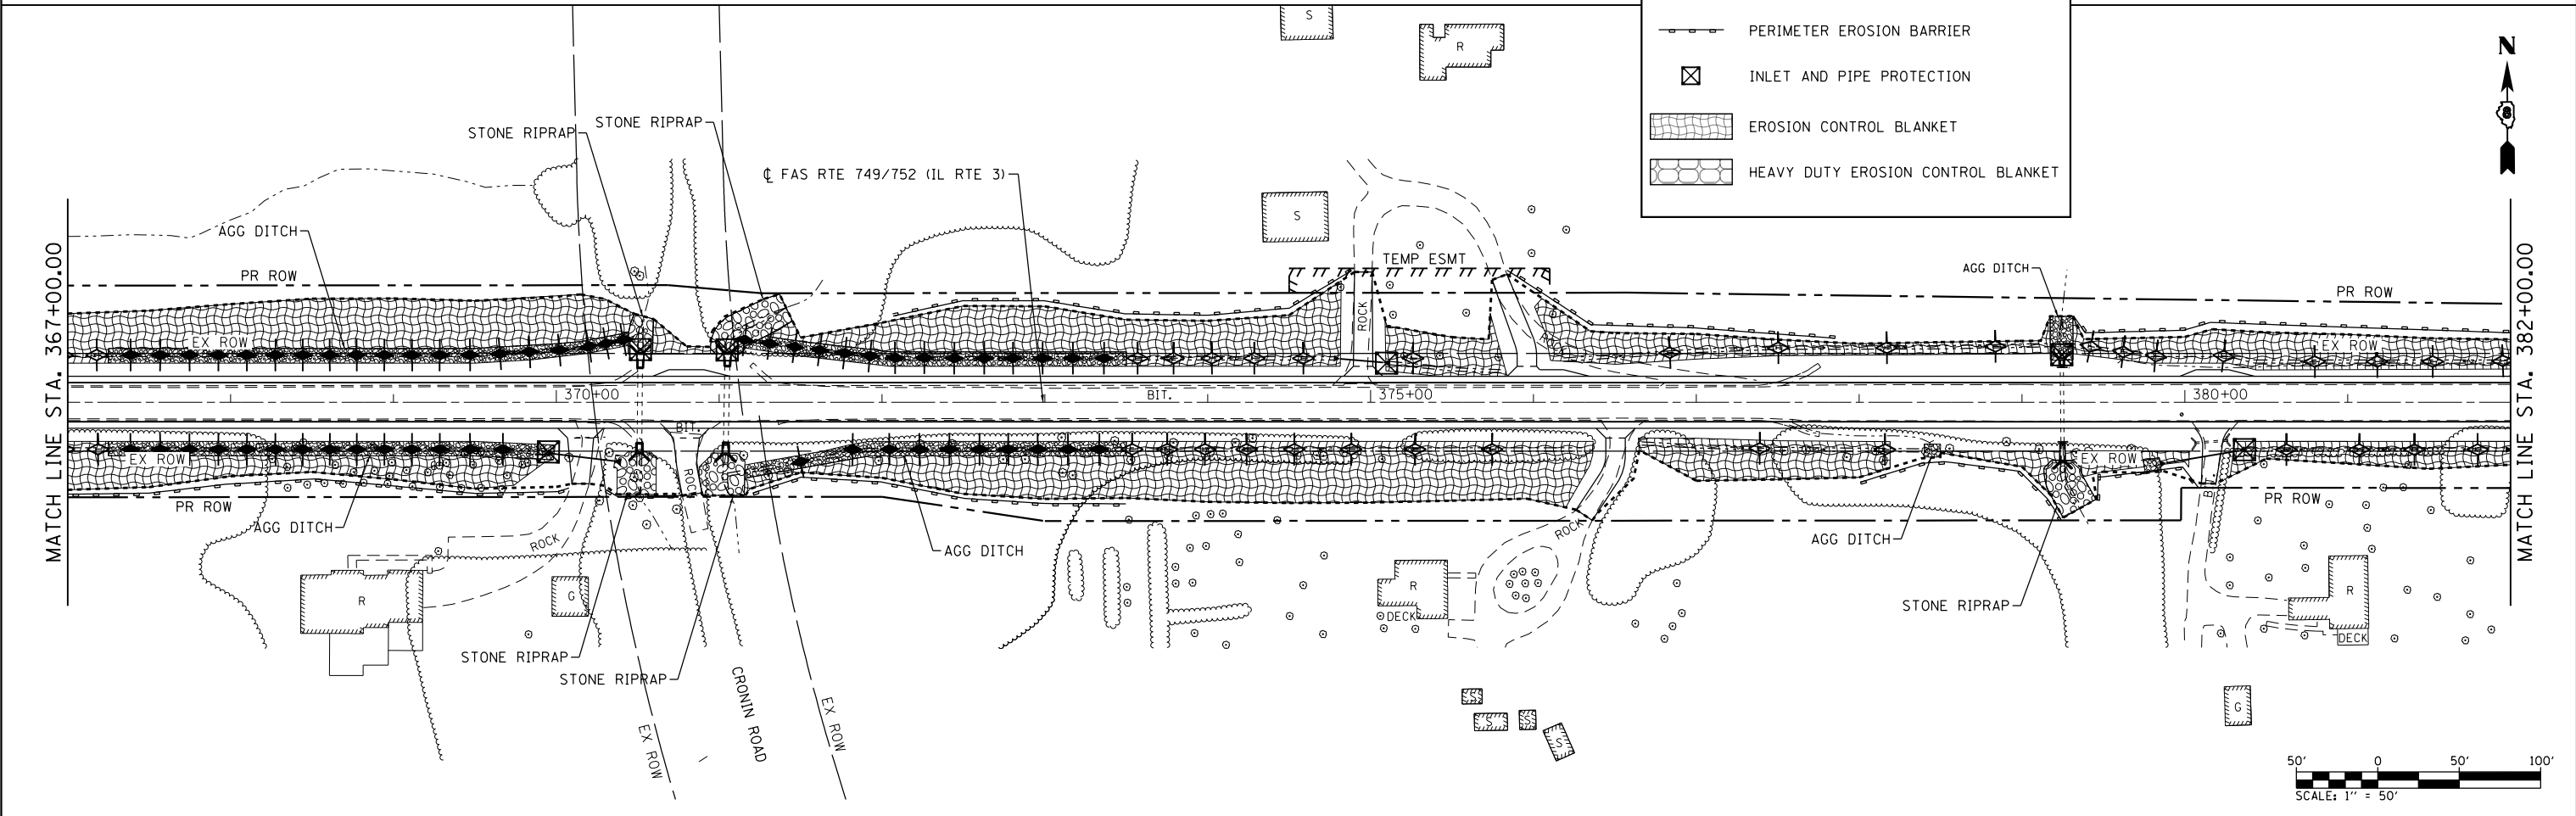 S
R
PERIMETER EROSION BARRIER
INLET AND PIPE PROTECTION
EROSION CONTROL BLANKET
HEAVY DUTY EROSION CONTROL BLANKET
N
8
STONE RIPRAP
STONE RIPRAP
℄ FAS RTE 749/752 (IL RTE 3)
S
AGG DITCH
PR ROW
TEMP ESMT
AGG DITCH
PR ROW
MATCH LINE STA. 367+00.00
EX ROW
ROCK
ROCK
EX ROW
MATCH LINE STA. 382+00.00
370+00
BIT.
375+00
380+00
BIT.
EX ROW
EX ROW
PR ROW
ROCK
PR ROW
AGG DITCH
ROCK
AGG DITCH
ROCK
AGG DITCH
R
G
R
DECK
STONE RIPRAP
R
DECK
STONE RIPRAP
STONE RIPRAP
CRONIN ROAD
EX ROW
EX ROW
S
S
S
S
G
50' 0 50' 100'
SCALE: 1" = 50'